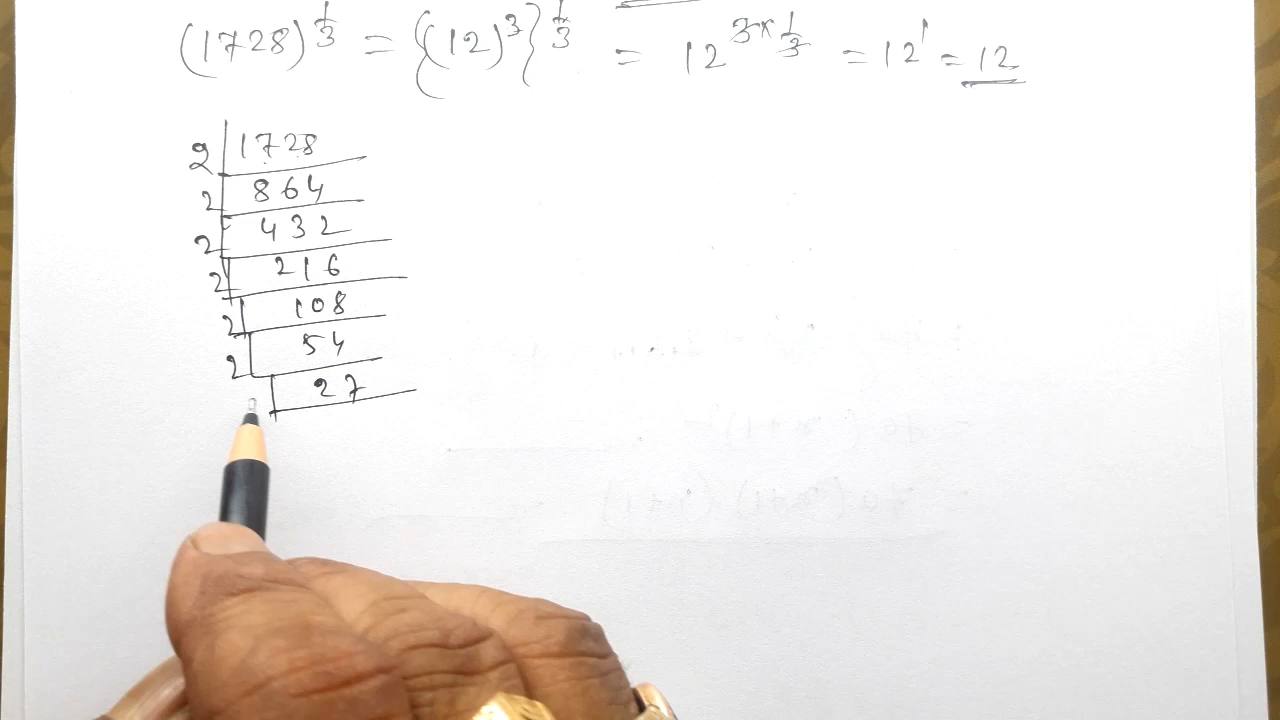 (1728)^{1/3} = {(12)^3}^{1/3} = 12^{3×1/3} = 12^1 = 12
2 | 1728
2 | 864
2 | 432
2 | 216
2 | 108
2 | 54
27